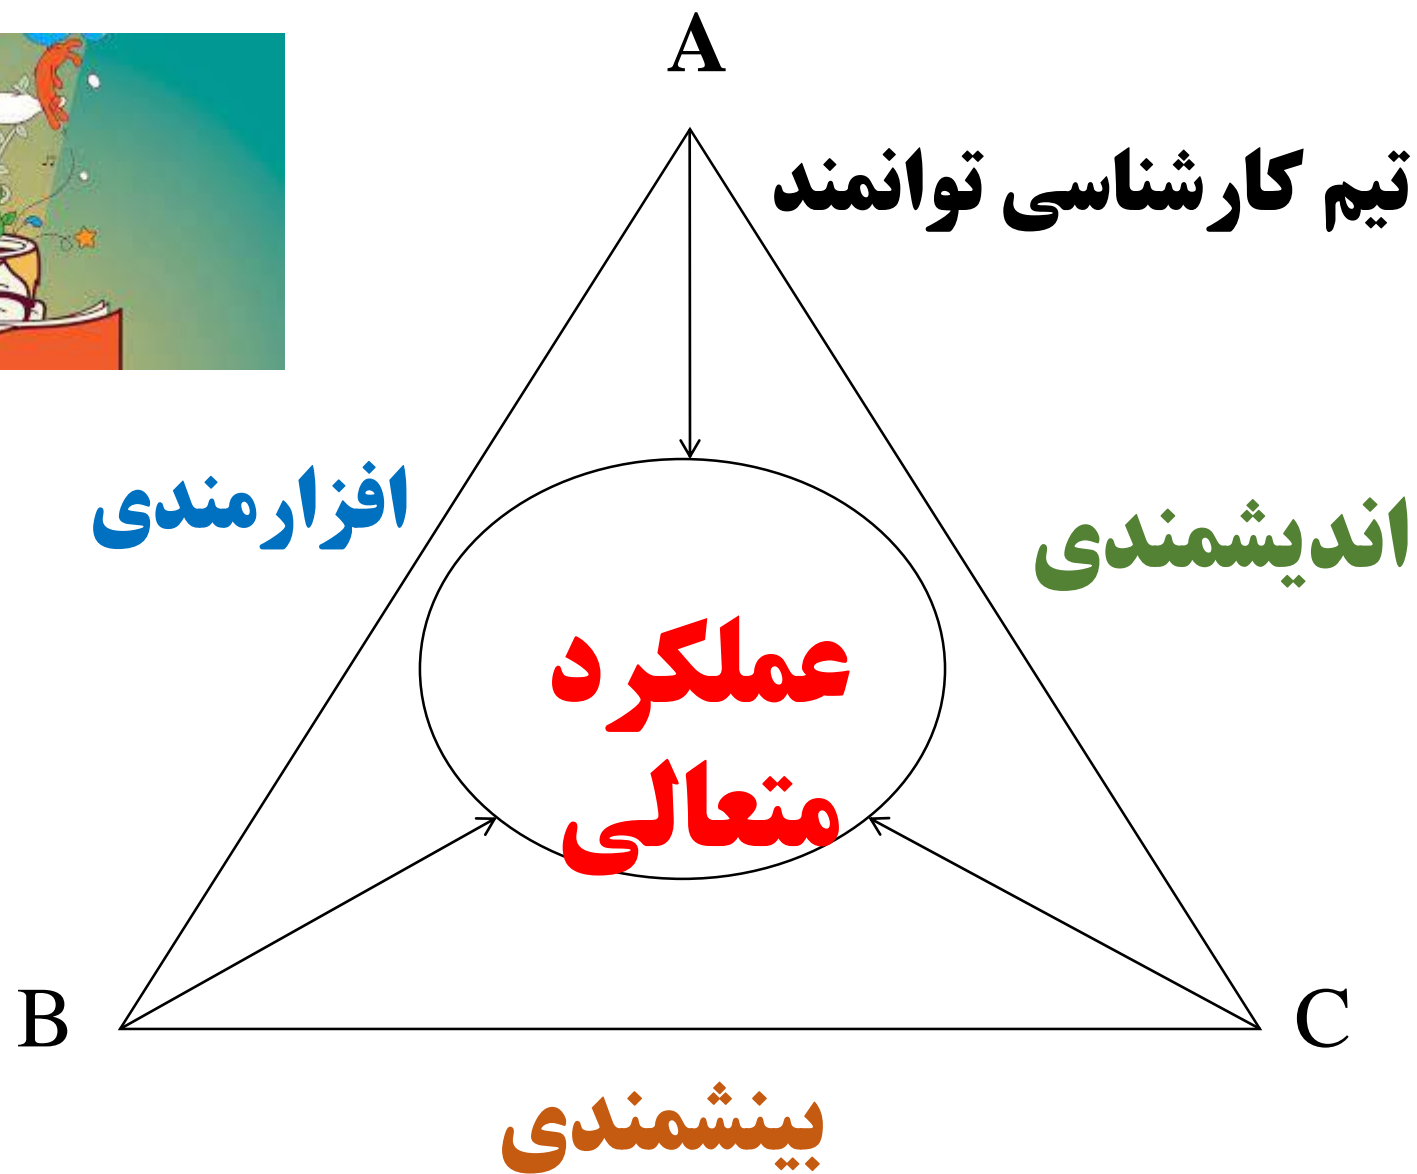 A
تیم کارشناسی توانمند
افزارمندی
اندیشمندی
عملکرد
متعالی
B
C
بینشمندی